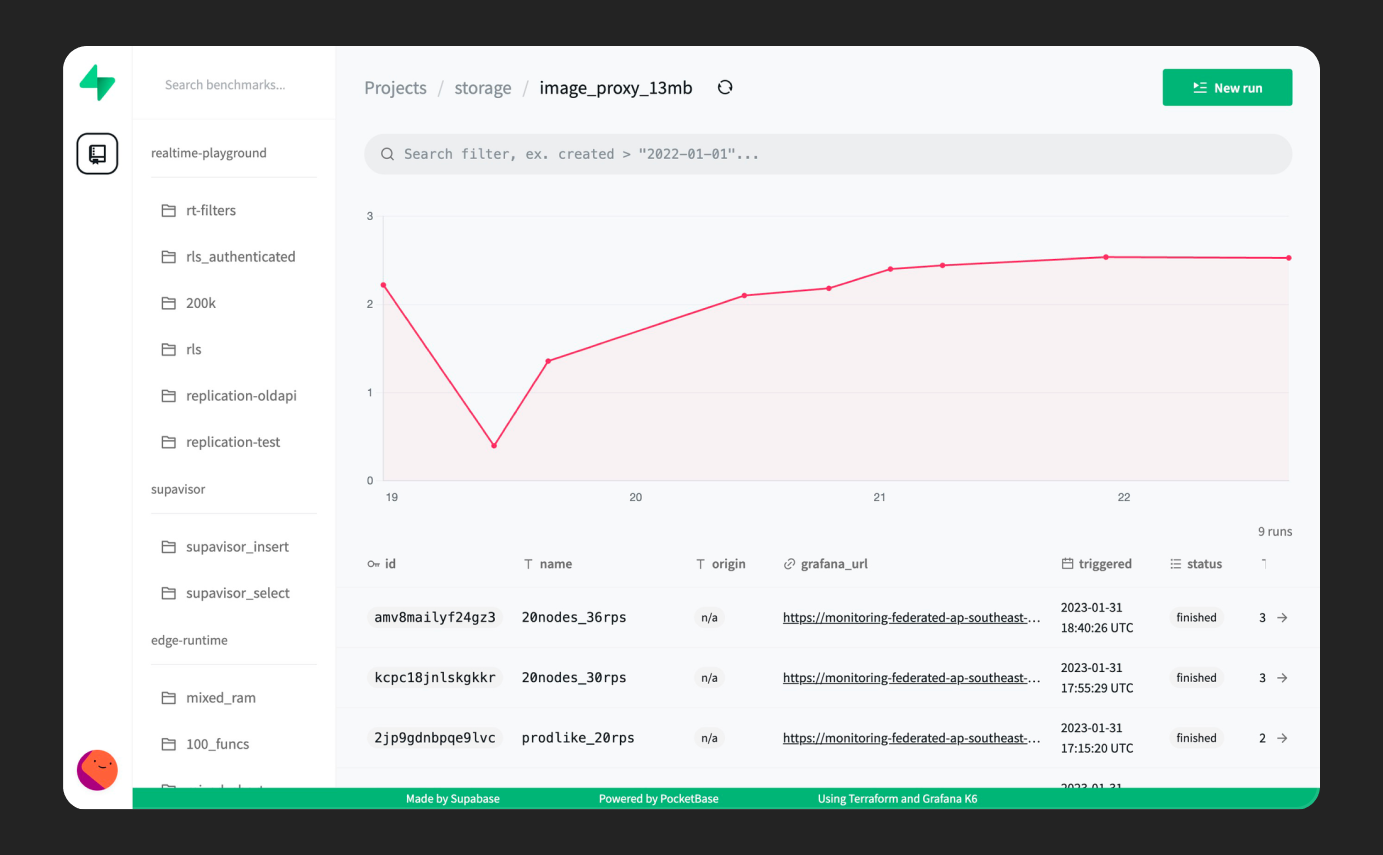 Search benchmarks...
realtime-playground
rt-filters
rls_authenticated
200k
rls
replication-oldapi
replication-test
supavisor
supavisor_insert
supavisor_select
edge-runtime
mixed_ram
100_funcs
Projects / storage / image_proxy_13mb
New run
Search filter, ex. created > "2022-01-01"...
3
2
1
0
19 20 21 22
9 runs
id name origin grafana_url triggered status
amv8mailyf24gz3 20nodes_36rps n/a https://monitoring-federated-ap-southeast-... 2023-01-31 18:40:26 UTC finished 3
kcpc18jnlskgkkr 20nodes_30rps n/a https://monitoring-federated-ap-southeast-... 2023-01-31 17:55:29 UTC finished 3
2jp9gdnbpqe9lvc prodlike_20rps n/a https://monitoring-federated-ap-southeast-... 2023-01-31 17:15:20 UTC finished 2
2023-01-31
Made by Supabase Powered by PocketBase Using Terraform and Grafana K6